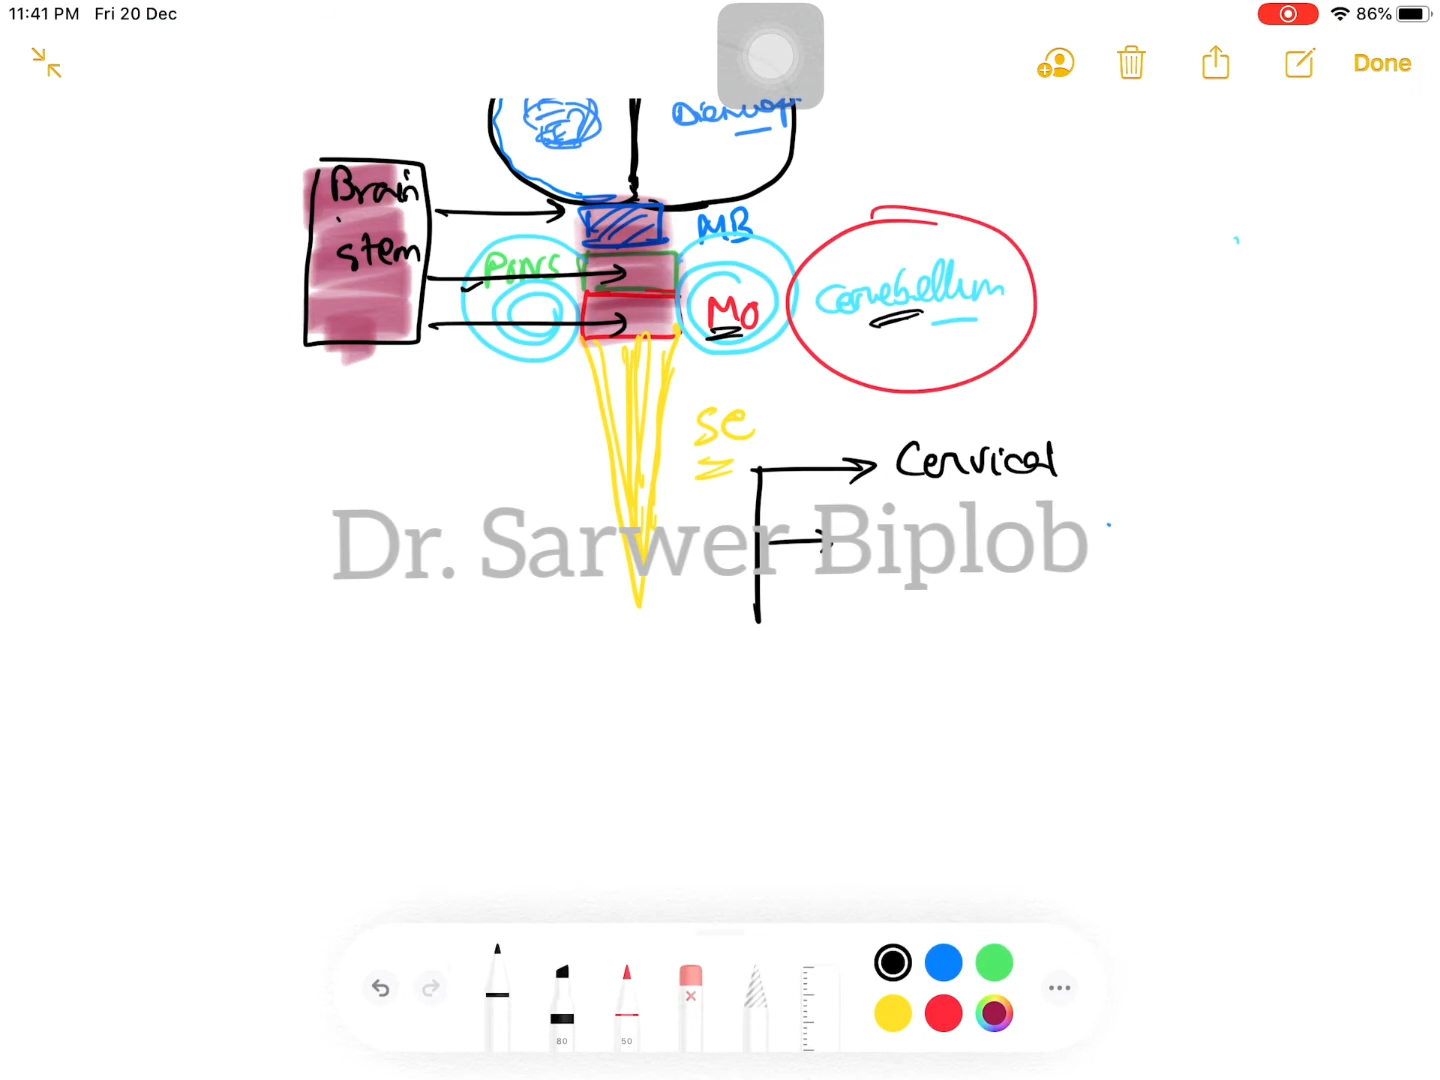 11:41 PM Fri 20 Dec
86%
Done
Brain
stem
MB
Pons
Mo
Cerebellum
SC
Cervical
Dr. Sarwer Biplob
80
50